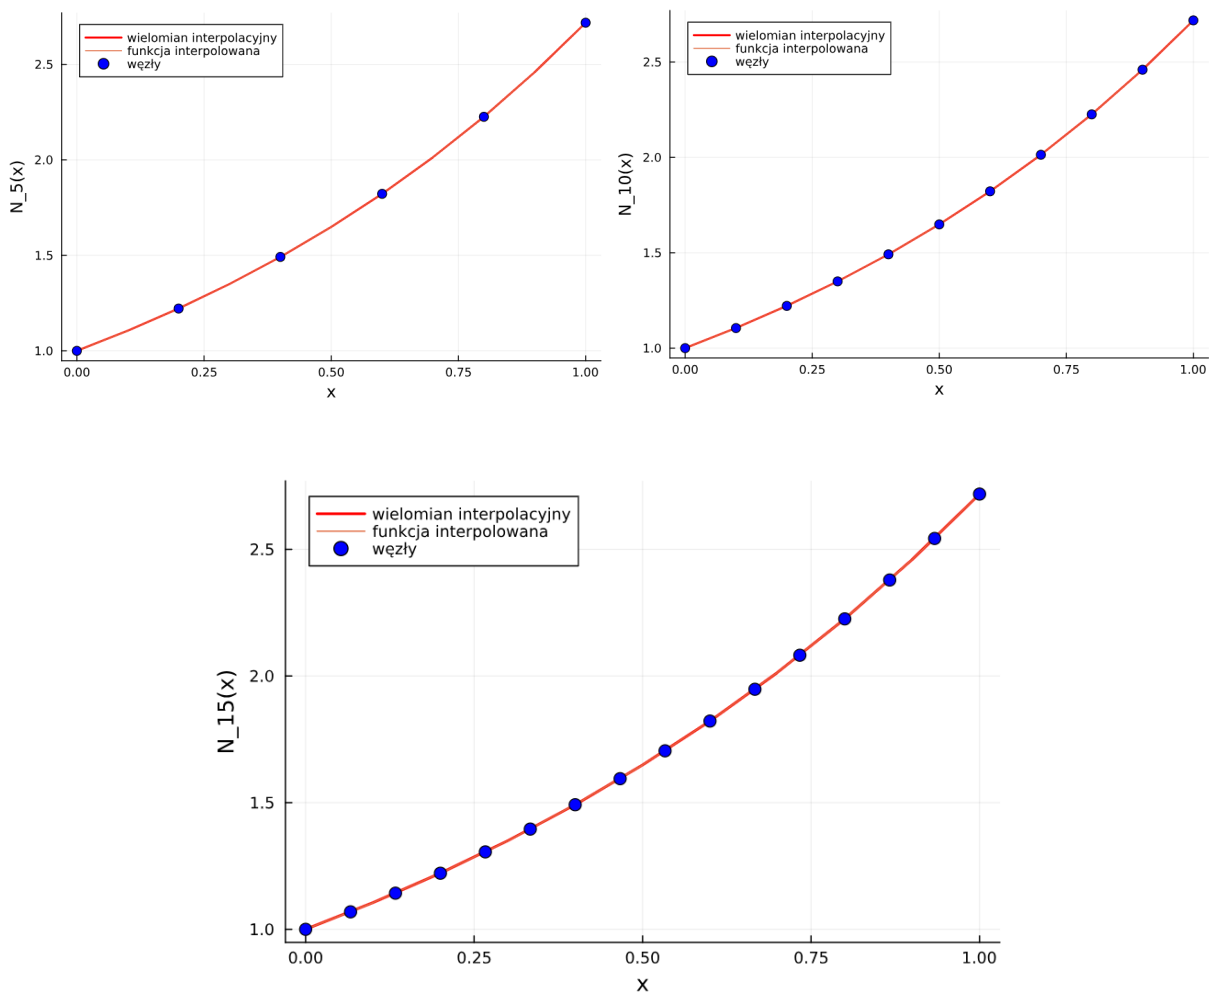 wielomian interpolacyjny
funkcja interpolowana
węzły
2.5
2.0
1.5
1.0
N_5(x)
0.00 0.25 0.50 0.75 1.00
x
wielomian interpolacyjny
funkcja interpolowana
węzły
2.5
2.0
1.5
1.0
N_10(x)
0.00 0.25 0.50 0.75 1.00
x
wielomian interpolacyjny
funkcja interpolowana
węzły
2.5
2.0
1.5
1.0
N_15(x)
0.00 0.25 0.50 0.75 1.00
x